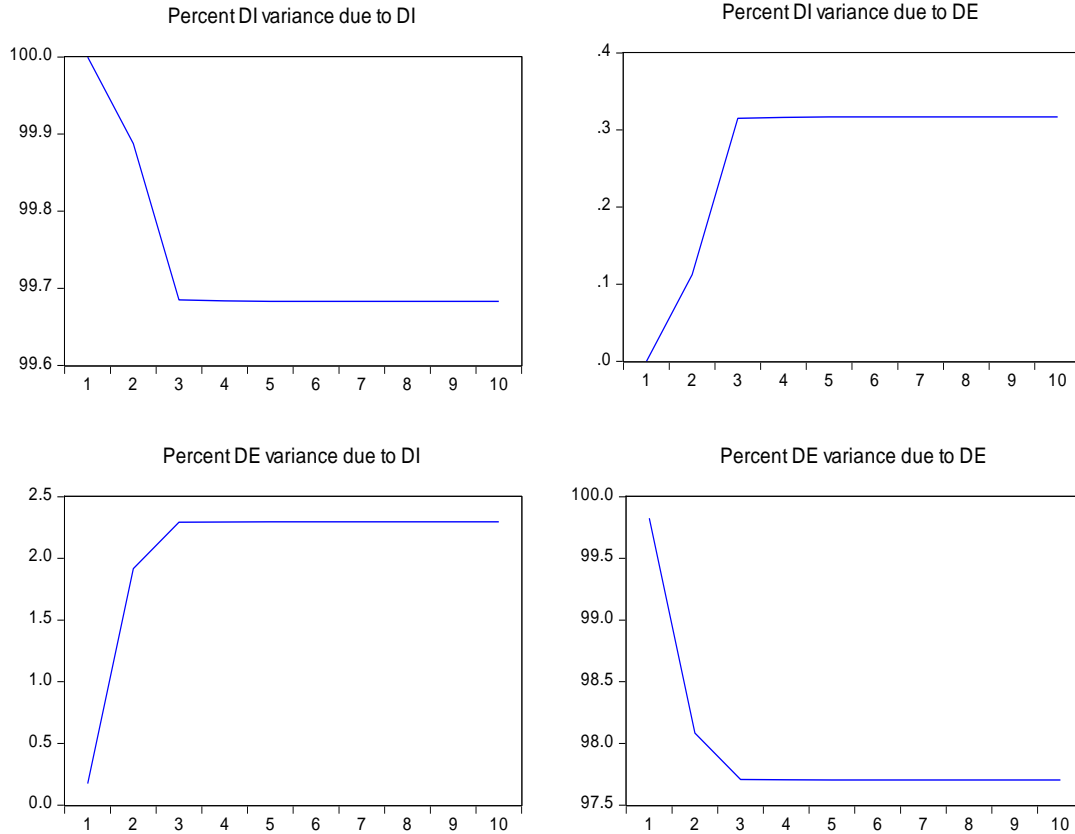 Percent DI variance due to DI
100.0
99.9
99.8
99.7
99.6
1 2 3 4 5 6 7 8 9 10
Percent DI variance due to DE
.4
.3
.2
.1
.0
1 2 3 4 5 6 7 8 9 10
Percent DE variance due to DI
2.5
2.0
1.5
1.0
0.5
0.0
1 2 3 4 5 6 7 8 9 10
Percent DE variance due to DE
100.0
99.5
99.0
98.5
98.0
97.5
1 2 3 4 5 6 7 8 9 10